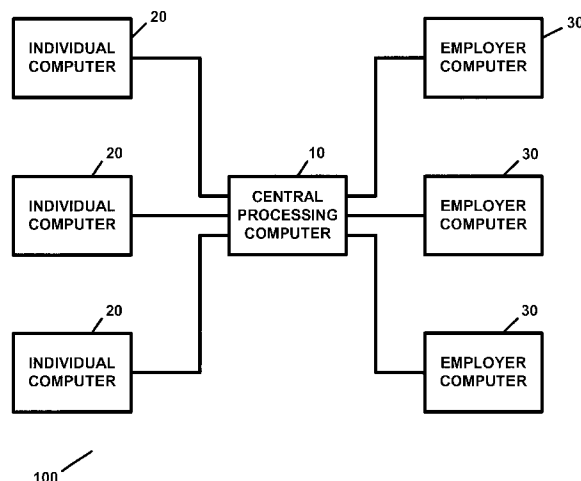 20
INDIVIDUAL
COMPUTER
30
EMPLOYER
COMPUTER
20
INDIVIDUAL
COMPUTER
10
CENTRAL
PROCESSING
COMPUTER
30
EMPLOYER
COMPUTER
20
INDIVIDUAL
COMPUTER
30
EMPLOYER
COMPUTER
100